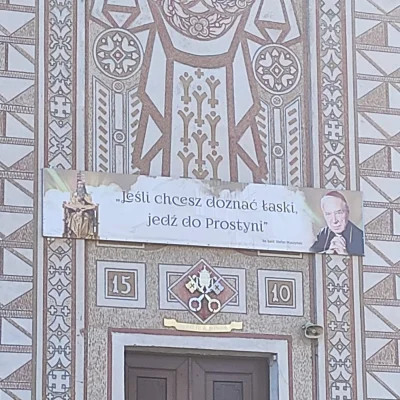 „Jeśli chcesz doznać łaski,
jedź do Prostyni”
15
10